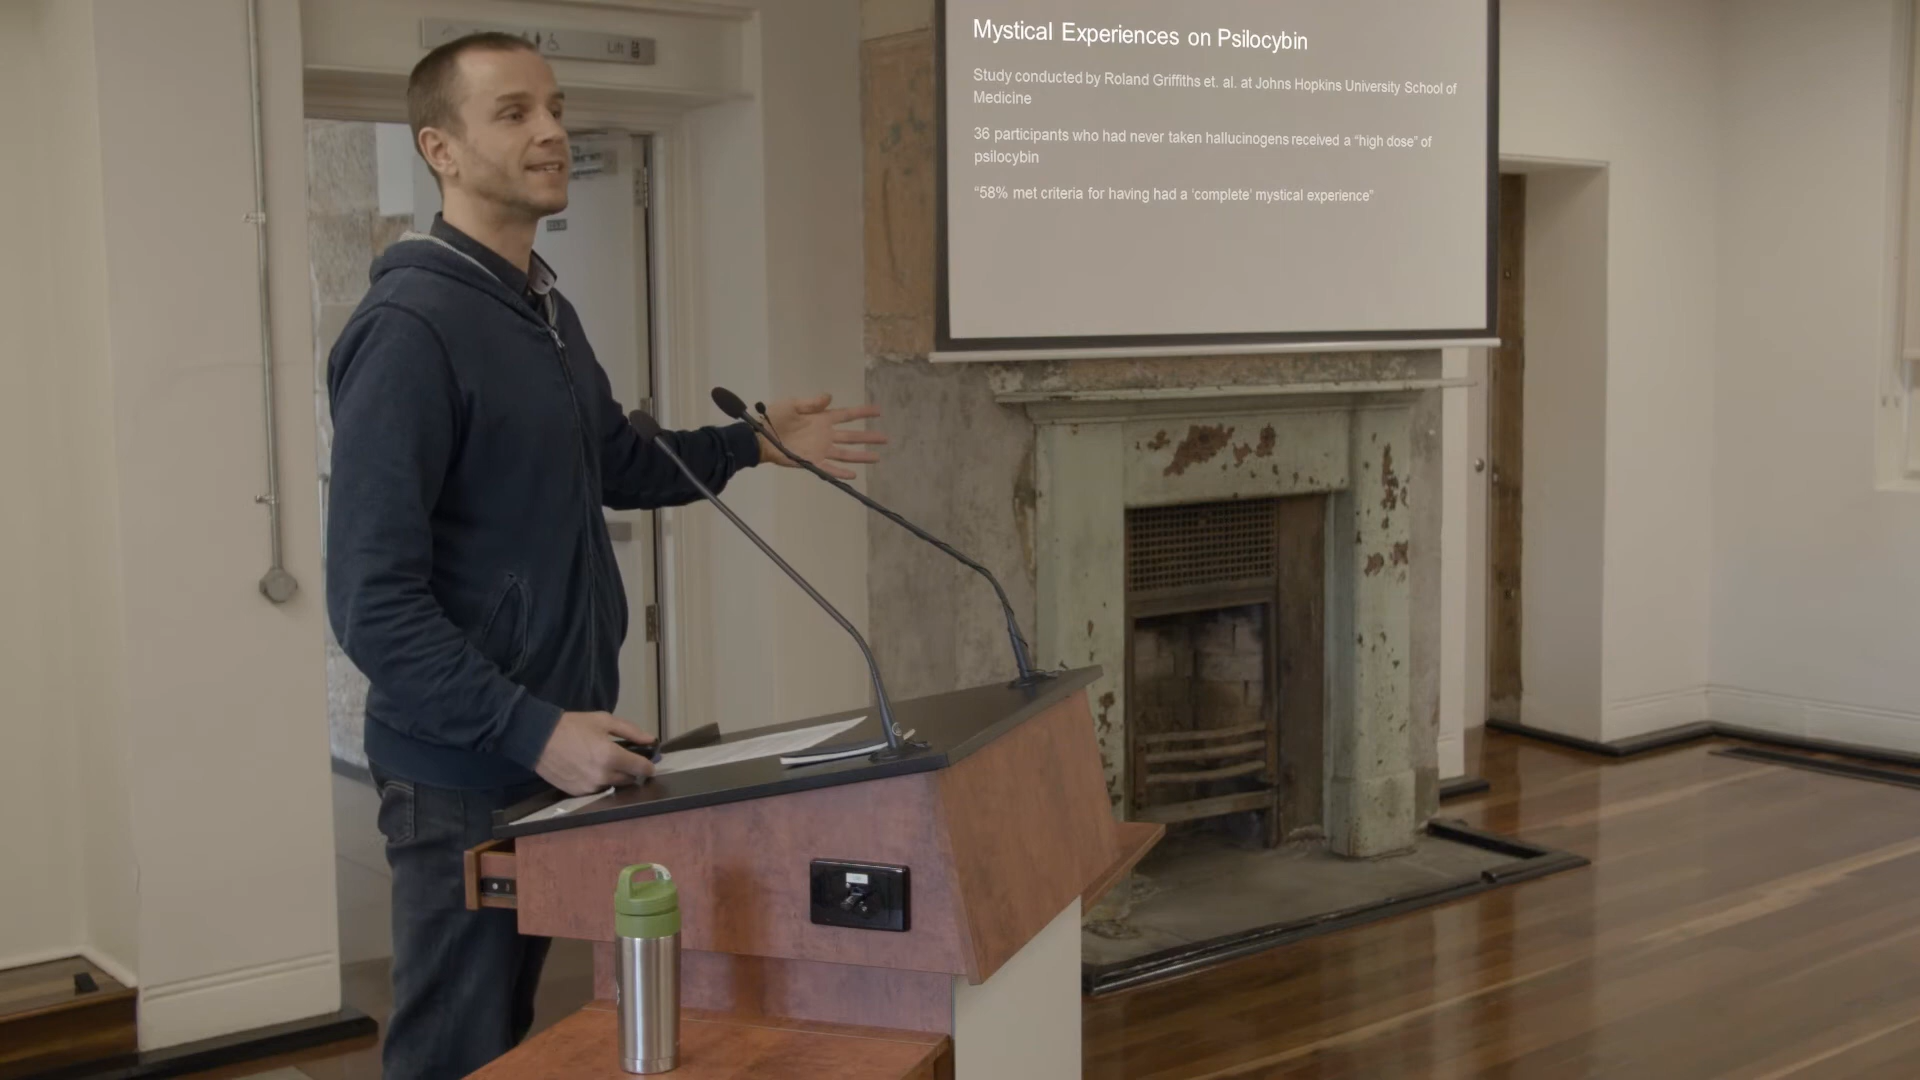 Lift
Mystical Experiences on Psilocybin
Study conducted by Roland Griffiths et. al. at Johns Hopkins University School of
Medicine
36 participants who had never taken hallucinogens received a “high dose” of
psilocybin
“58% met criteria for having had a ‘complete’ mystical experience”